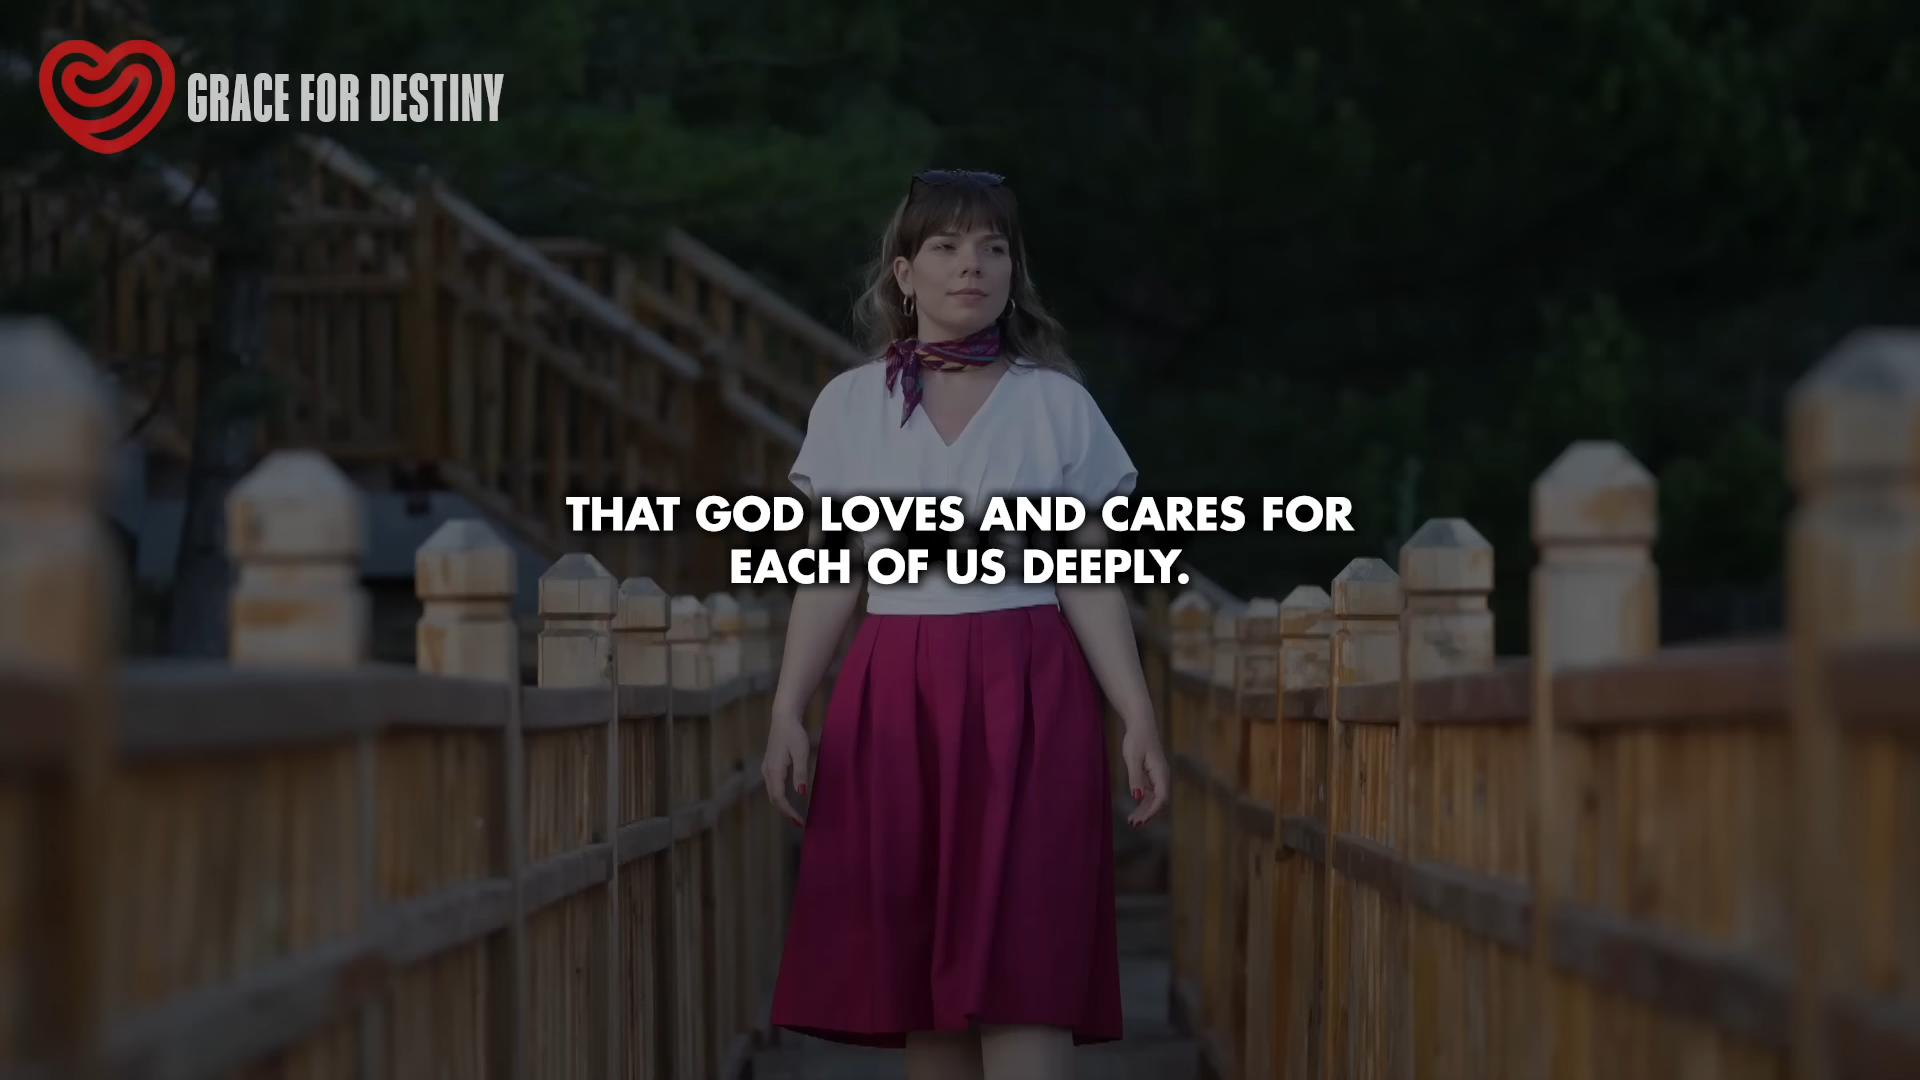 GRACE FOR DESTINY
THAT GOD LOVES AND CARES FOR
EACH OF US DEEPLY.